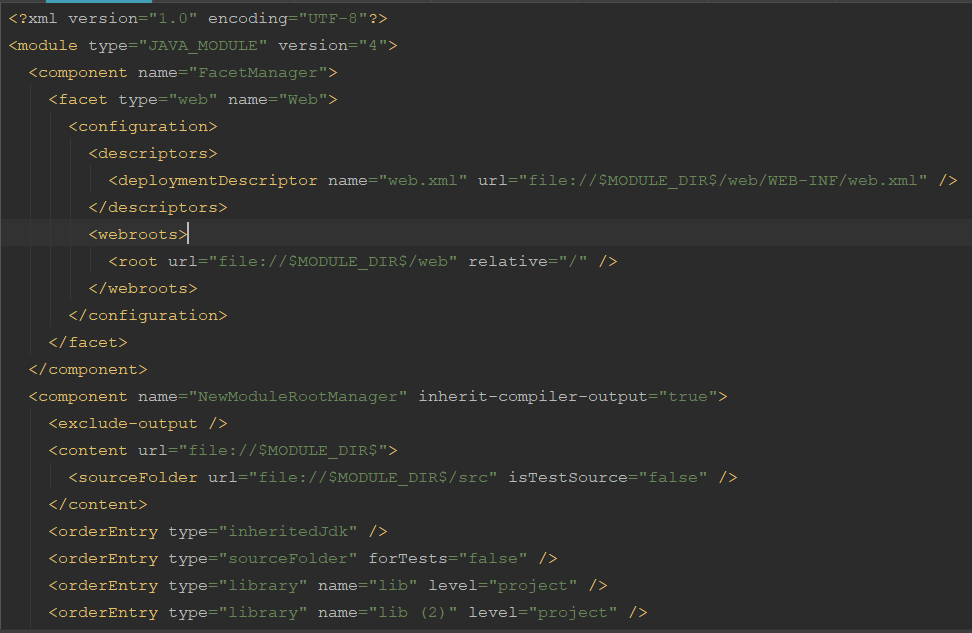 <?xml version="1.0" encoding="UTF-8"?>
<module type="JAVA_MODULE" version="4">
<component name="FacetManager">
<facet type="web" name="Web">
<configuration>
<descriptors>
<deploymentDescriptor name="web.xml" url="file://$MODULE_DIR$/web/WEB-INF/web.xml" />
</descriptors>
<webroots>
<root url="file://$MODULE_DIR$/web" relative="/" />
</webroots>
</configuration>
</facet>
</component>
<component name="NewModuleRootManager" inherit-compiler-output="true">
<exclude-output />
<content url="file://$MODULE_DIR$">
<sourceFolder url="file://$MODULE_DIR$/src" isTestSource="false" />
</content>
<orderEntry type="inheritedJdk" />
<orderEntry type="sourceFolder" forTests="false" />
<orderEntry type="library" name="lib" level="project" />
<orderEntry type="library" name="lib (2)" level="project" />